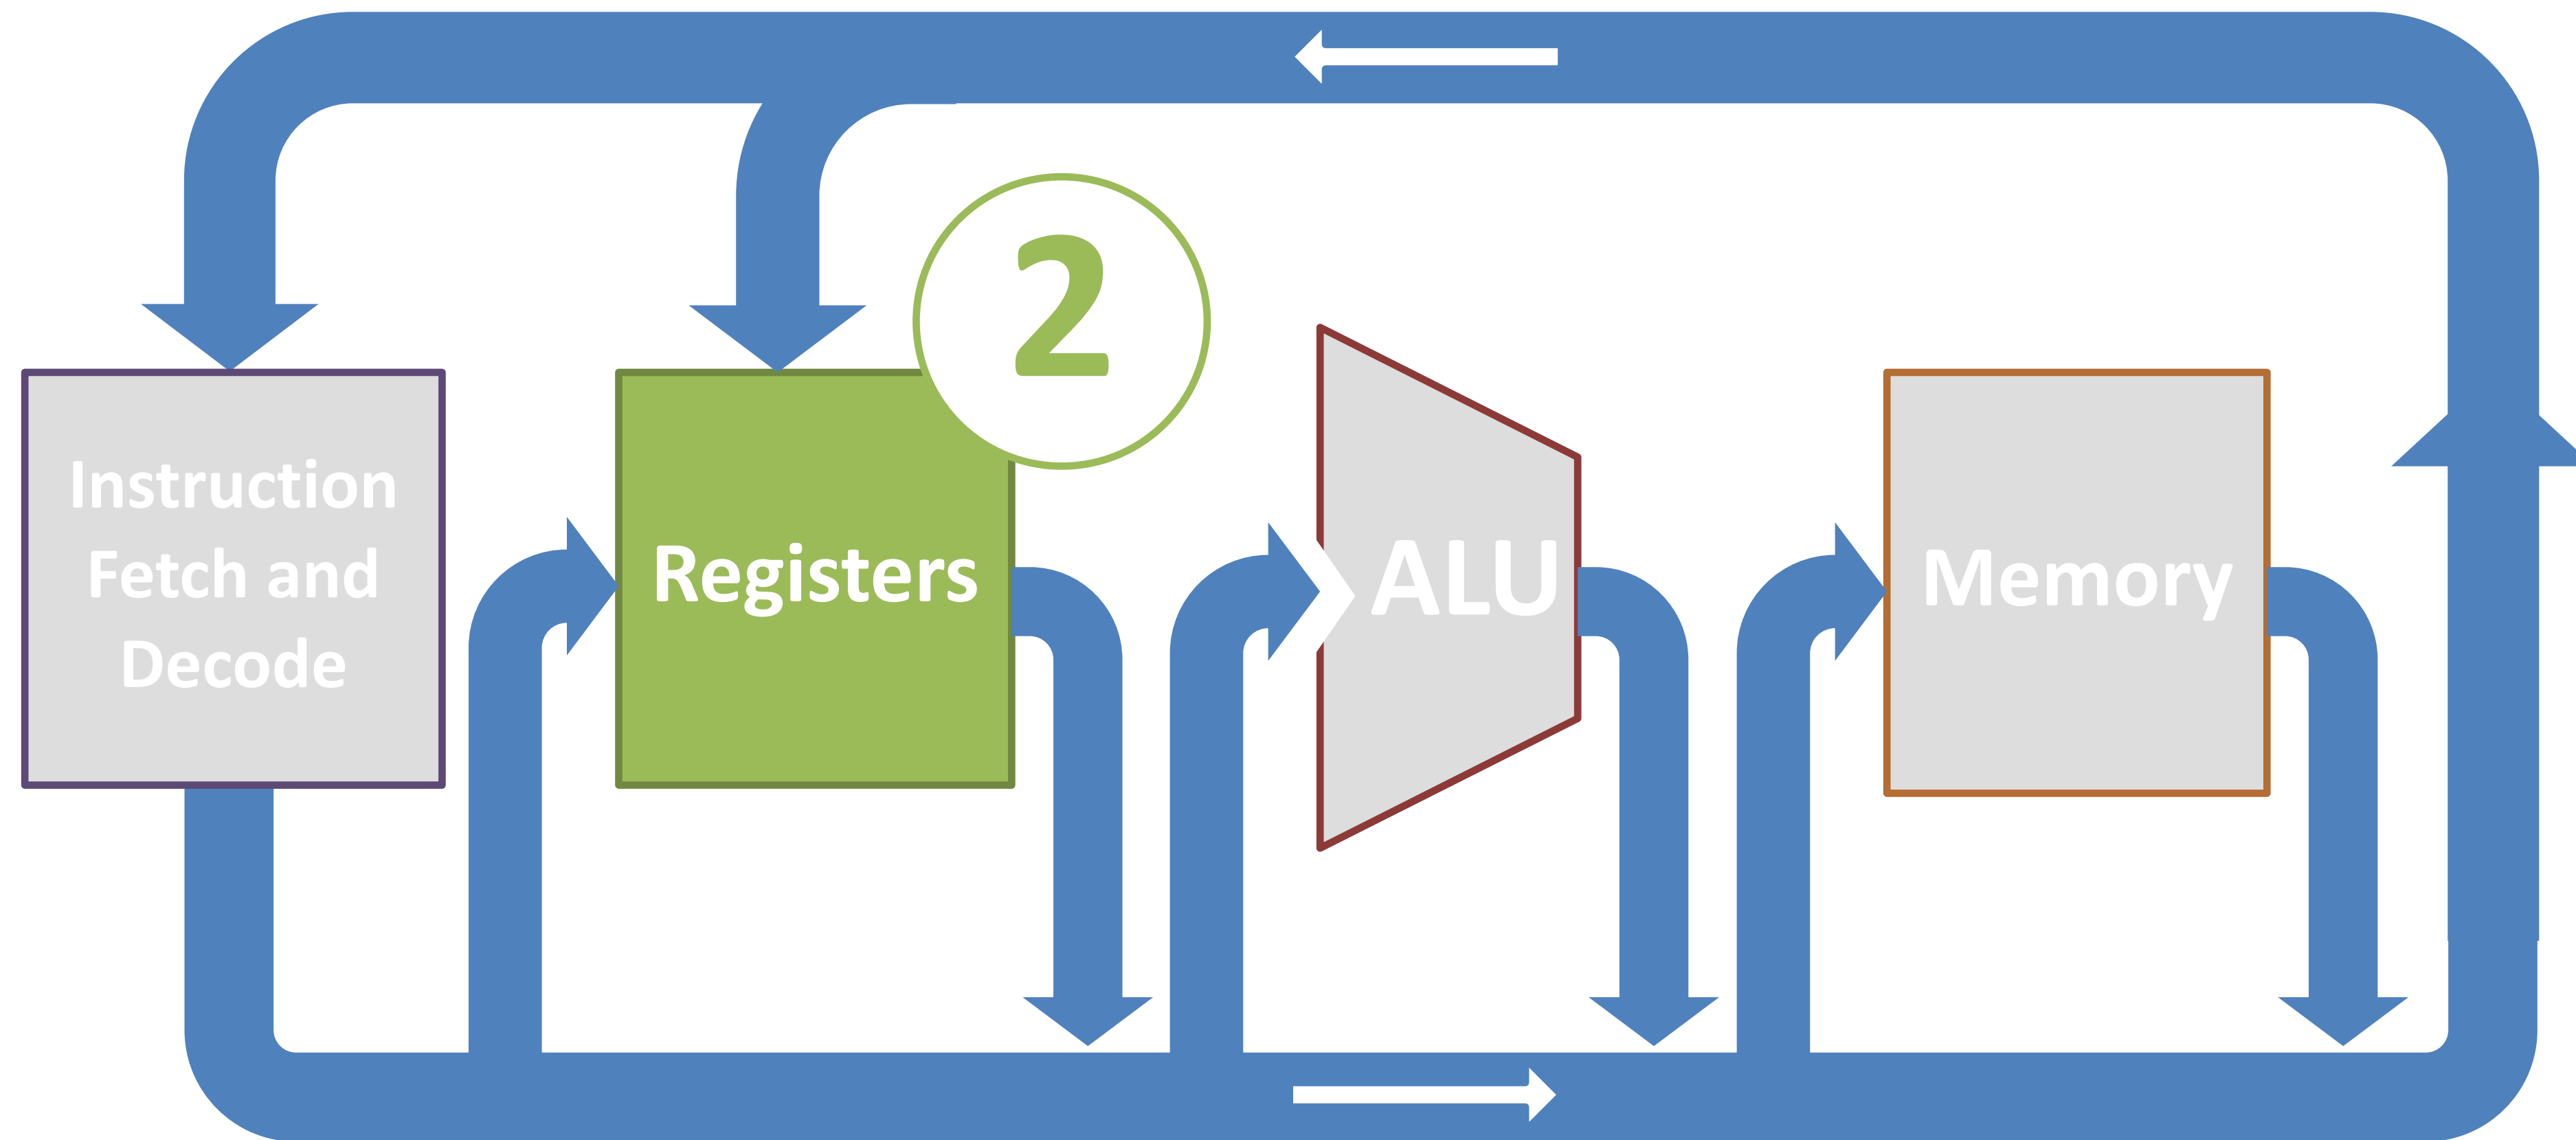 2
Instruction
Fetch and
Decode
Registers
ALU
Memory